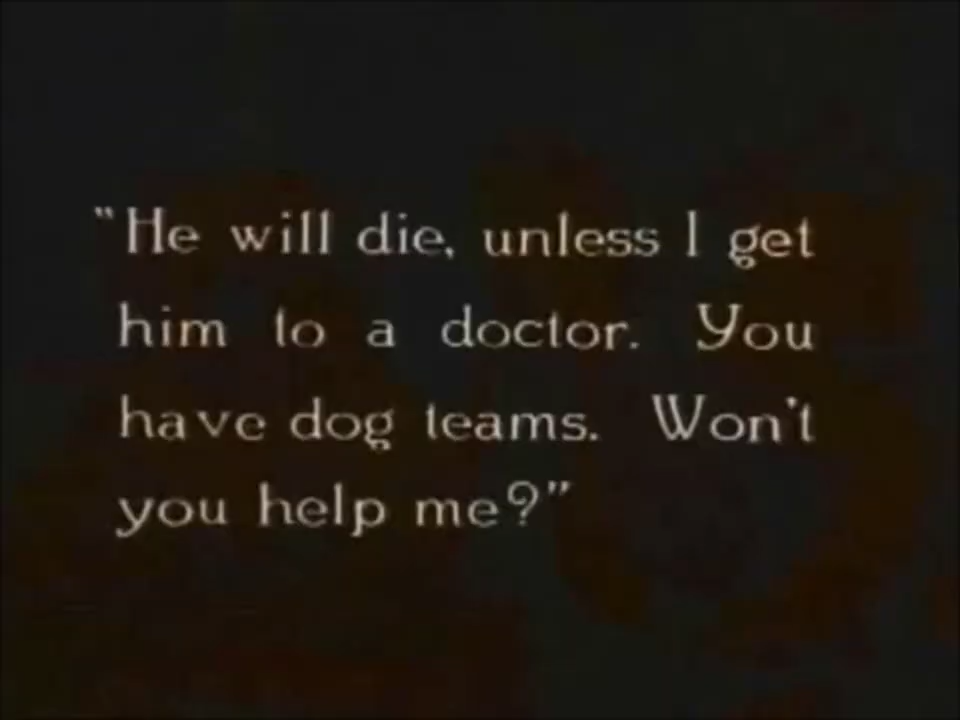 "He will die, unless I get
him to a doctor. You
have dog teams. Won't
you help me?"